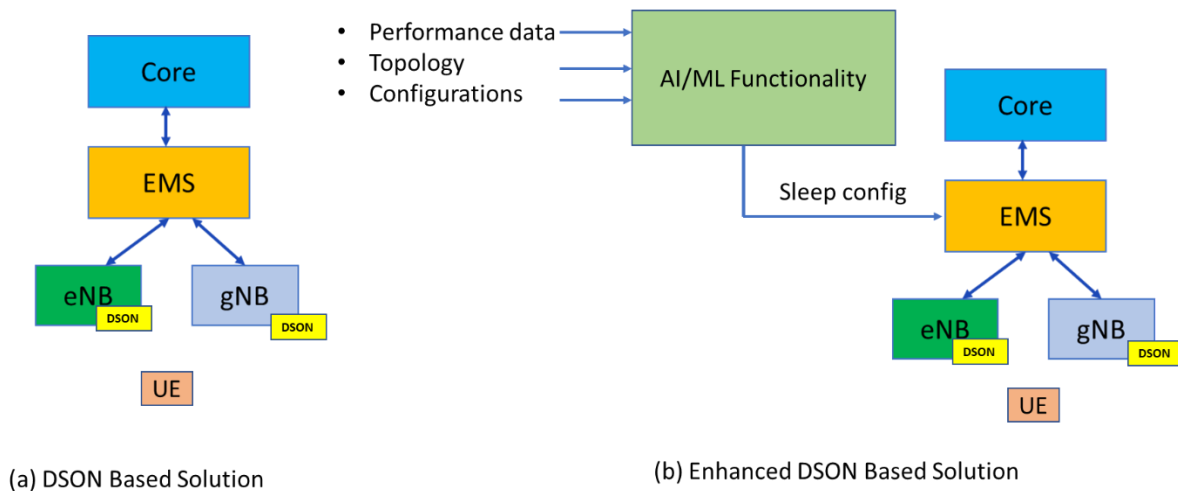 Core
EMS
eNB
DSON
gNB
DSON
UE
(a) DSON Based Solution
• Performance data
• Topology
• Configurations
AI/ML Functionality
Sleep config
Core
EMS
eNB
DSON
gNB
DSON
UE
(b) Enhanced DSON Based Solution